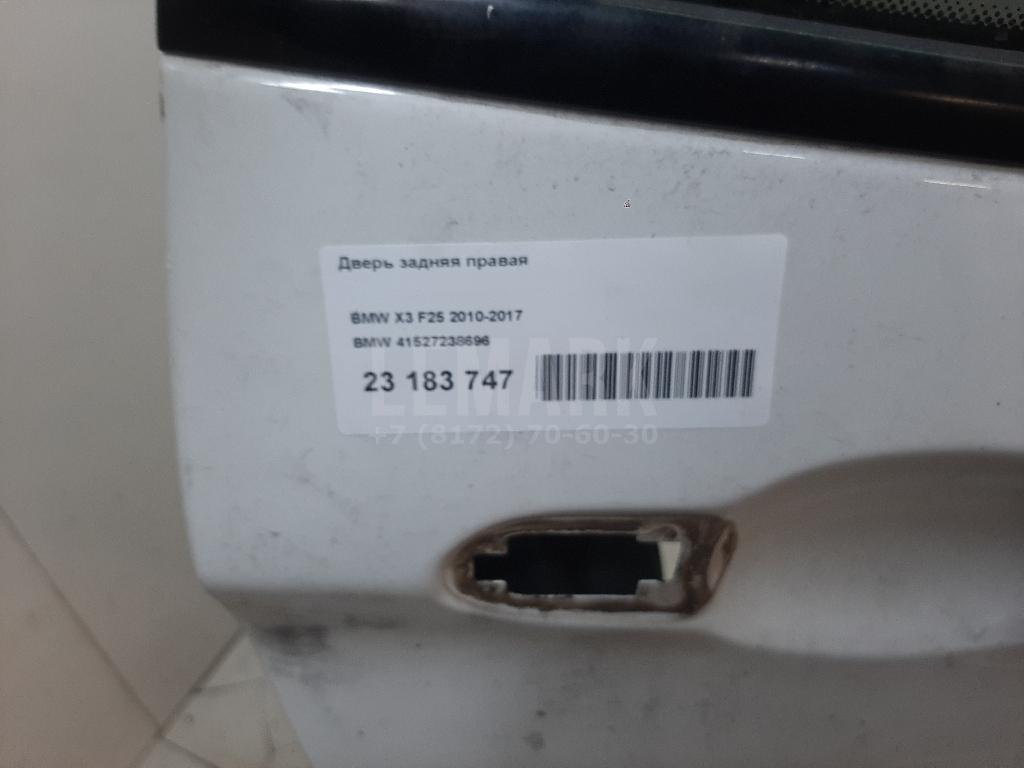 Дверь задняя правая
BMW X3 F25 2010-2017
BMW 41527238696
23 183 747
LLMARK
+7 (8172) 70-60-30